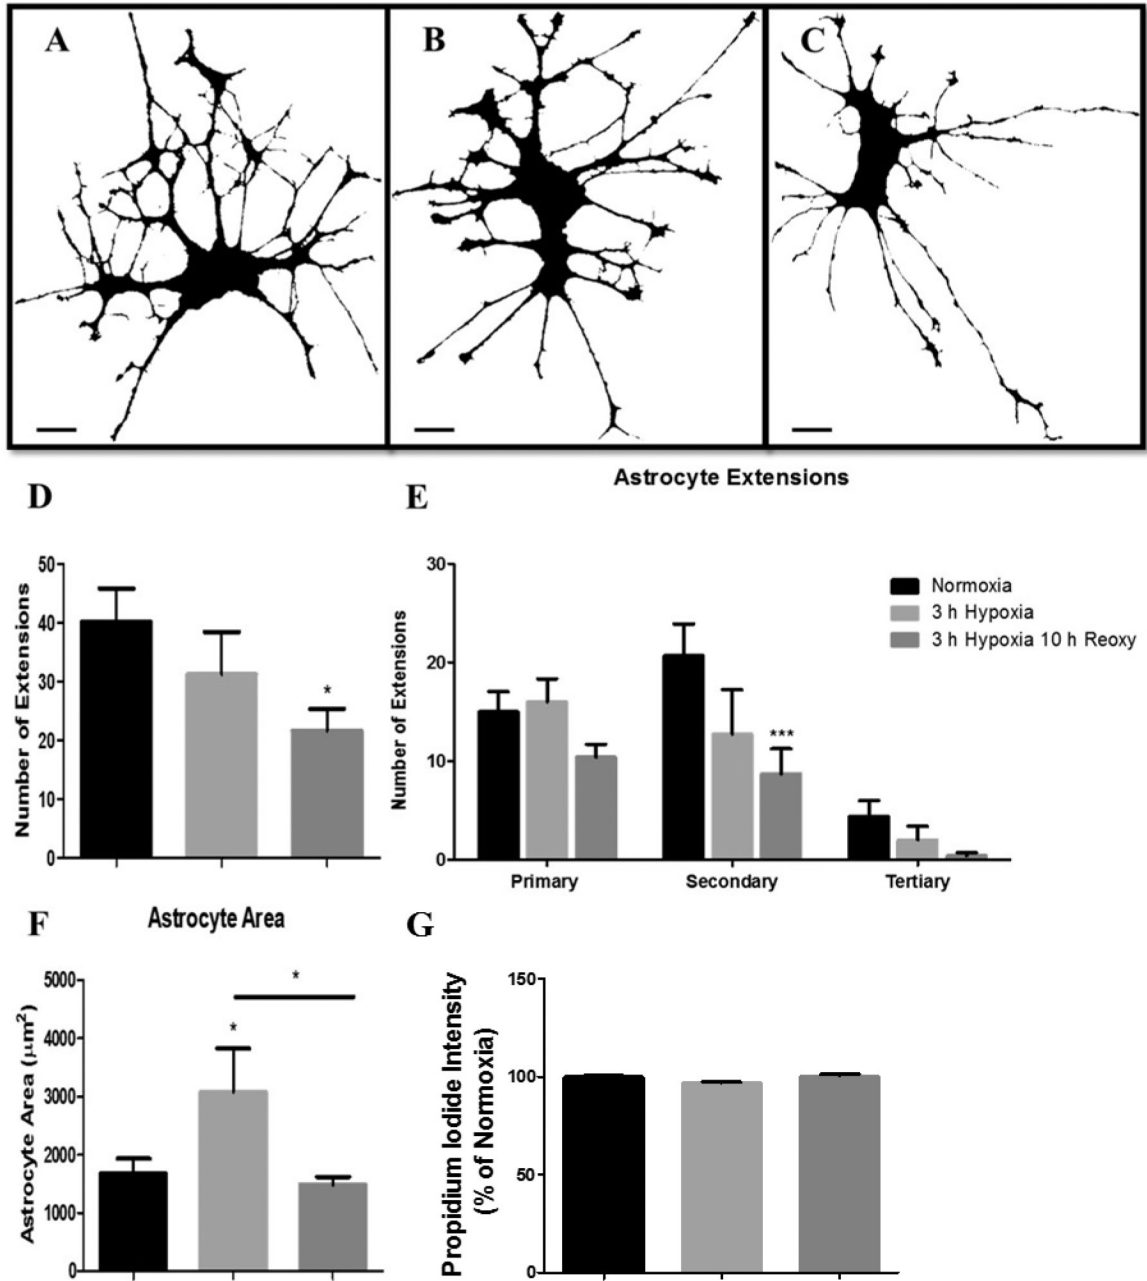 A
B
C
Astrocyte Extensions
D
E
50
40
30
20
10
0
Number of Extensions
*
30
20
10
0
Number of Extensions
***
Normoxia
3 h Hypoxia
3 h Hypoxia 10 h Reoxy
Primary
Secondary
Tertiary
F
Astrocyte Area
G
5000
4000
3000
2000
1000
0
Astrocyte Area (μm²)
*
*
150
100
50
0
Propidium Iodide Intensity
(% of Normoxia)